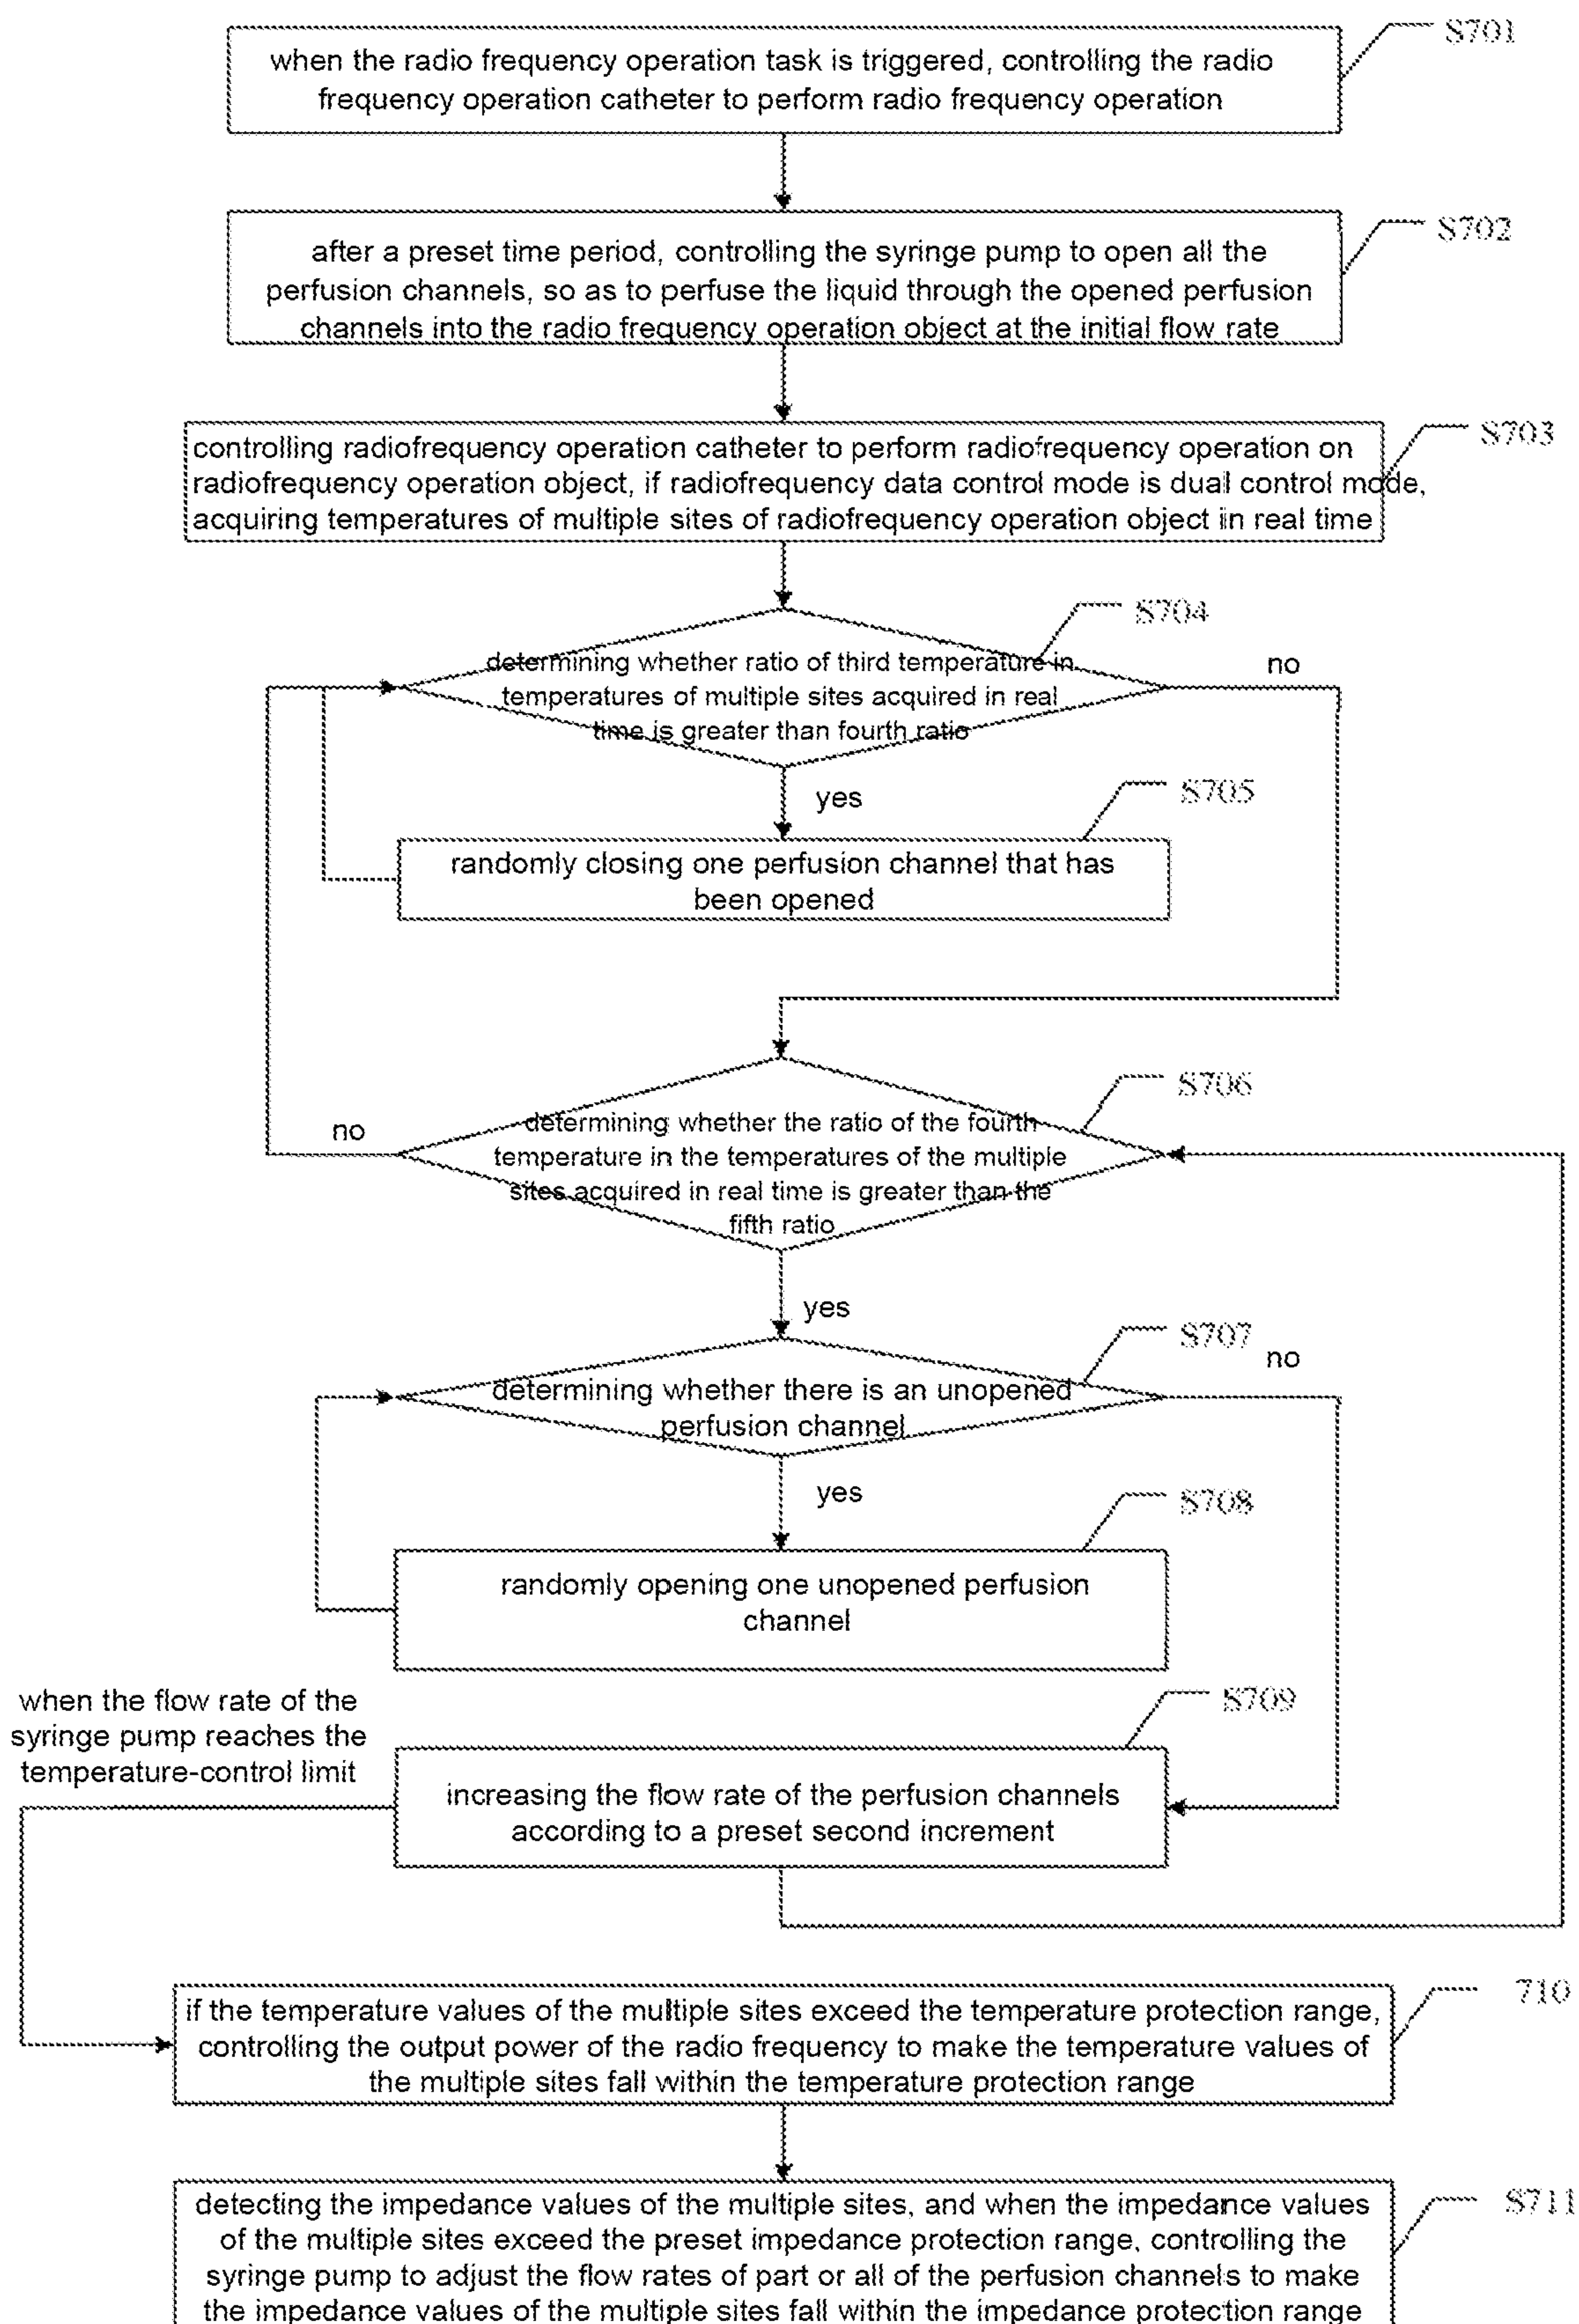 S701
when the radio frequency operation task is triggered, controlling the radio
frequency operation catheter to perform radio frequency operation
S702
after a preset time period, controlling the syringe pump to open all the
perfusion channels, so as to perfuse the liquid through the opened perfusion
channels into the radio frequency operation object at the initial flow rate
S703
controlling radiofrequency operation catheter to perform radiofrequency operation on
radiofrequency operation object, if radiofrequency data control mode is dual control mode,
acquiring temperatures of multiple sites of radiofrequency operation object in real time
S704
determining whether ratio of third temperature in
temperatures of multiple sites acquired in real
time is greater than fourth ratio
no
yes
S705
randomly closing one perfusion channel that has
been opened
S706
determining whether the ratio of the fourth
temperature in the temperatures of the multiple
sites acquired in real time is greater than the
fifth ratio
no
yes
S707
no
determining whether there is an unopened
perfusion channel
yes
S708
randomly opening one unopened perfusion
channel
when the flow rate of the
syringe pump reaches the
temperature-control limit
S709
increasing the flow rate of the perfusion channels
according to a preset second increment
710
if the temperature values of the multiple sites exceed the temperature protection range,
controlling the output power of the radio frequency to make the temperature values of
the multiple sites fall within the temperature protection range
S711
detecting the impedance values of the multiple sites, and when the impedance values
of the multiple sites exceed the preset impedance protection range, controlling the
syringe pump to adjust the flow rates of part or all of the perfusion channels to make
the impedance values of the multiple sites fall within the impedance protection range